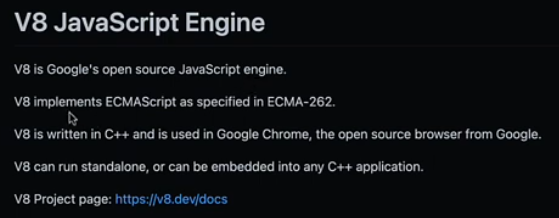 V8 JavaScript Engine
V8 is Google's open source JavaScript engine.
V8 implements ECMAScript as specified in ECMA-262.
V8 is written in C++ and is used in Google Chrome, the open source browser from Google.
V8 can run standalone, or can be embedded into any C++ application.
V8 Project page: https://v8.dev/docs